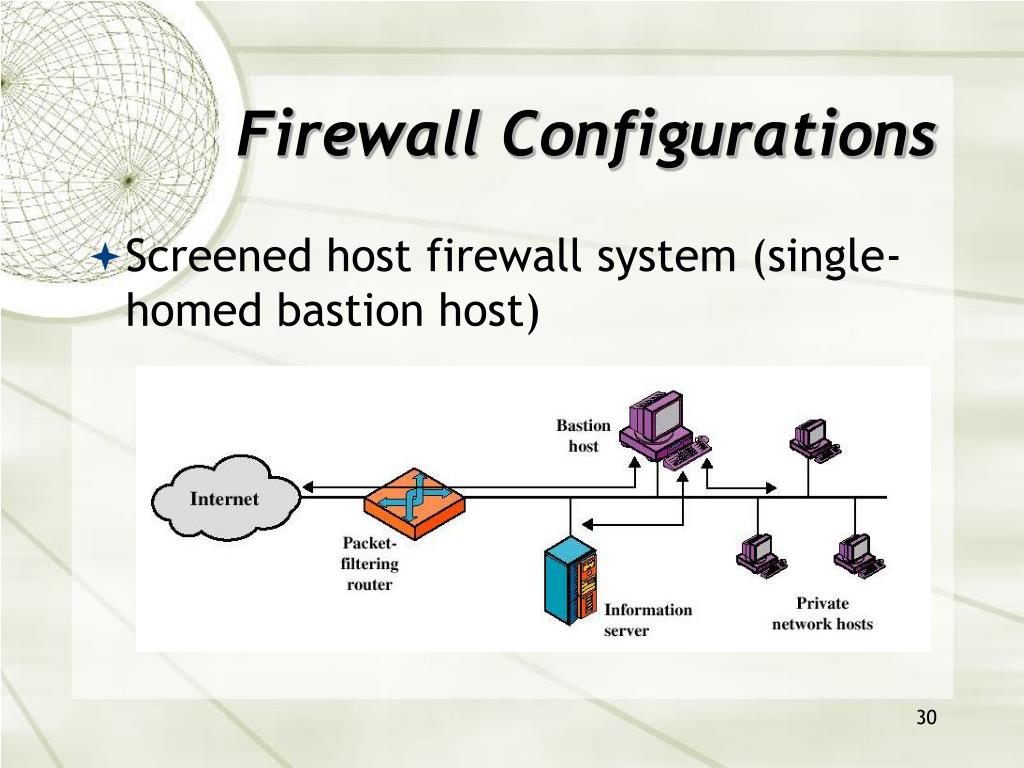 Firewall Configurations
Screened host firewall system (single-
homed bastion host)
Bastion
host
Internet
Packet-
filtering
router
Information
server
Private
network hosts
30